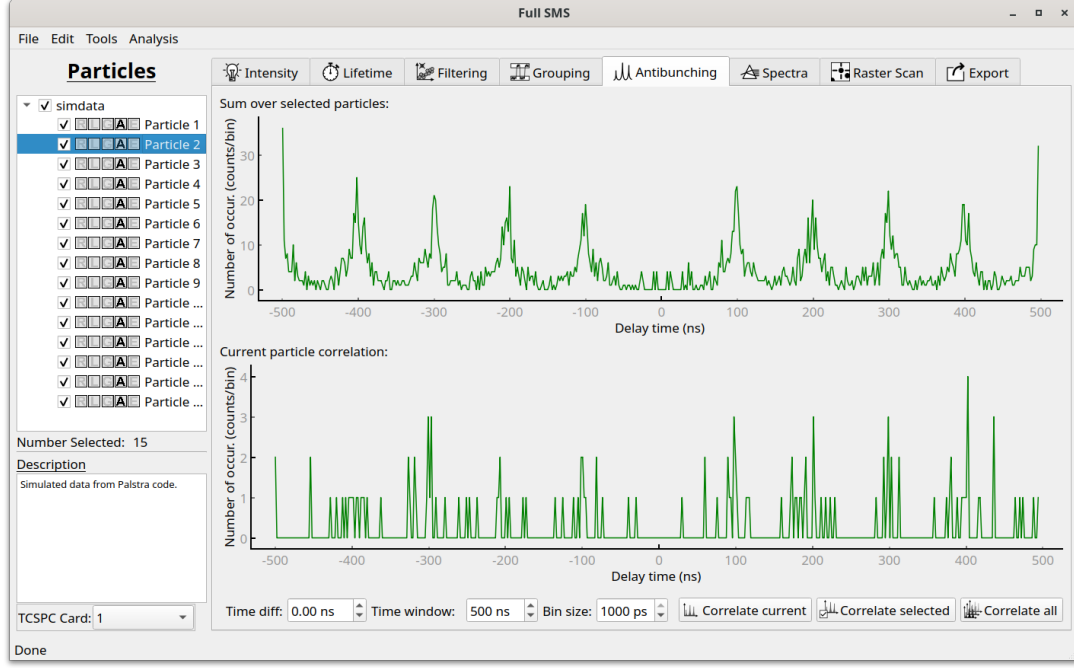 Full SMS
File Edit Tools Analysis
Particles
Intensity Lifetime Filtering Grouping Antibunching Spectra Raster Scan Export
simdata
R L G A E Particle 1
R L G A E Particle 2
R L G A E Particle 3
R L G A E Particle 4
R L G A E Particle 5
R L G A E Particle 6
R L G A E Particle 7
R L G A E Particle 8
R L G A E Particle 9
R L G A E Particle ...
R L G A E Particle ...
R L G A E Particle ...
R L G A E Particle ...
R L G A E Particle ...
R L G A E Particle ...
Number Selected: 15
Description
Simulated data from Palstra code.
TCSPC Card: 1
Done
Sum over selected particles:
Number of occur. (counts/bin)
30
20
10
0
-500 -400 -300 -200 -100 0 100 200 300 400 500
Delay time (ns)
Current particle correlation:
Number of occur. (counts/bin)
4
3
2
1
0
-500 -400 -300 -200 -100 0 100 200 300 400 500
Delay time (ns)
Time diff: 0.00 ns Time window: 500 ns Bin size: 1000 ps Correlate current Correlate selected Correlate all